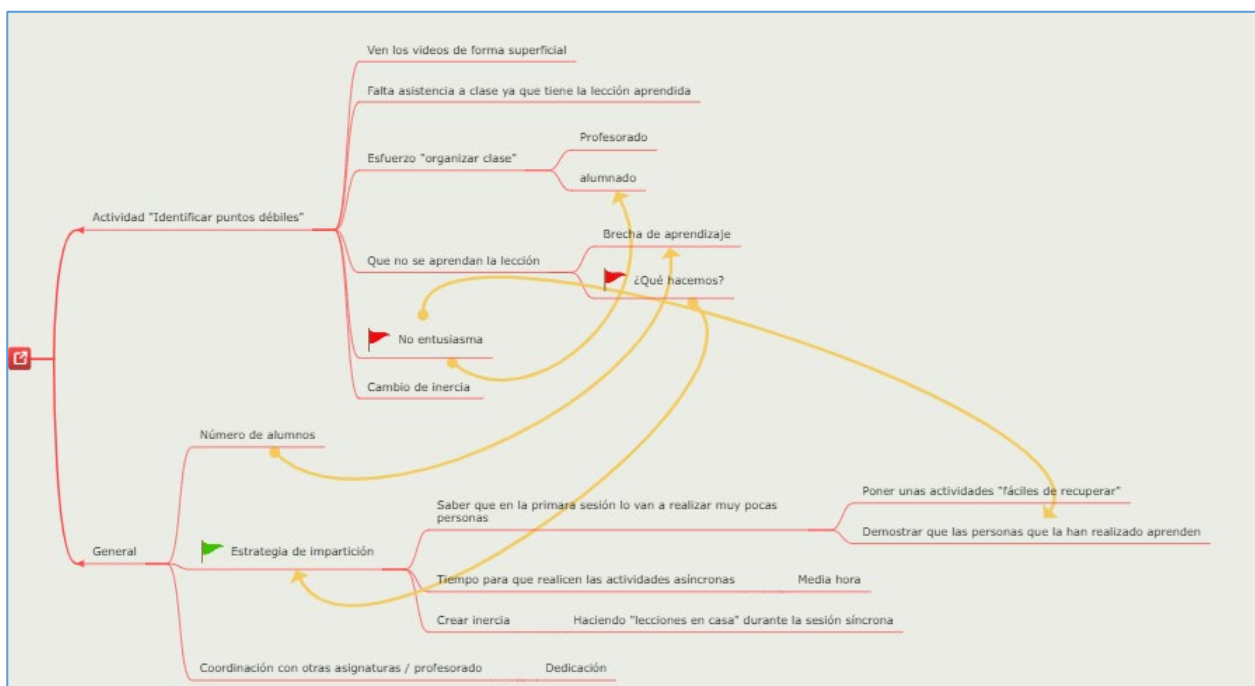 Ven los videos de forma superficial
Falta asistencia a clase ya que tiene la lección aprendida
Esfuerzo "organizar clase"
Profesorado
alumnado
Actividad "Identificar puntos débiles"
Que no se aprendan la lección
Brecha de aprendizaje
¿Qué hacemos?
No entusiasma
Cambio de inercia
Número de alumnos
General
Estrategia de impartición
Saber que en la primara sesión lo van a realizar muy pocas
personas
Poner unas actividades "fáciles de recuperar"
Demostrar que las personas que la han realizado aprenden
Tiempo para que realicen las actividades asíncronas
Media hora
Crear inercia
Haciendo "lecciones en casa" durante la sesión síncrona
Coordinación con otras asignaturas / profesorado
Dedicación